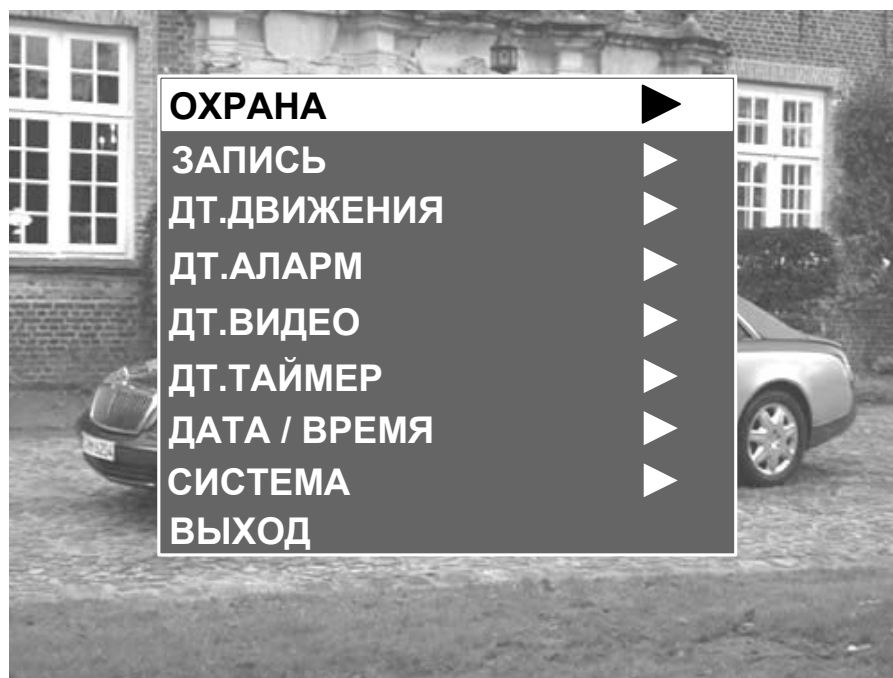 ОХРАНА
ЗАПИСЬ
ДТ.ДВИЖЕНИЯ
ДТ.АЛАРМ
ДТ.ВИДЕО
ДТ.ТАЙМЕР
ДАТА / ВРЕМЯ
СИСТЕМА
ВЫХОД